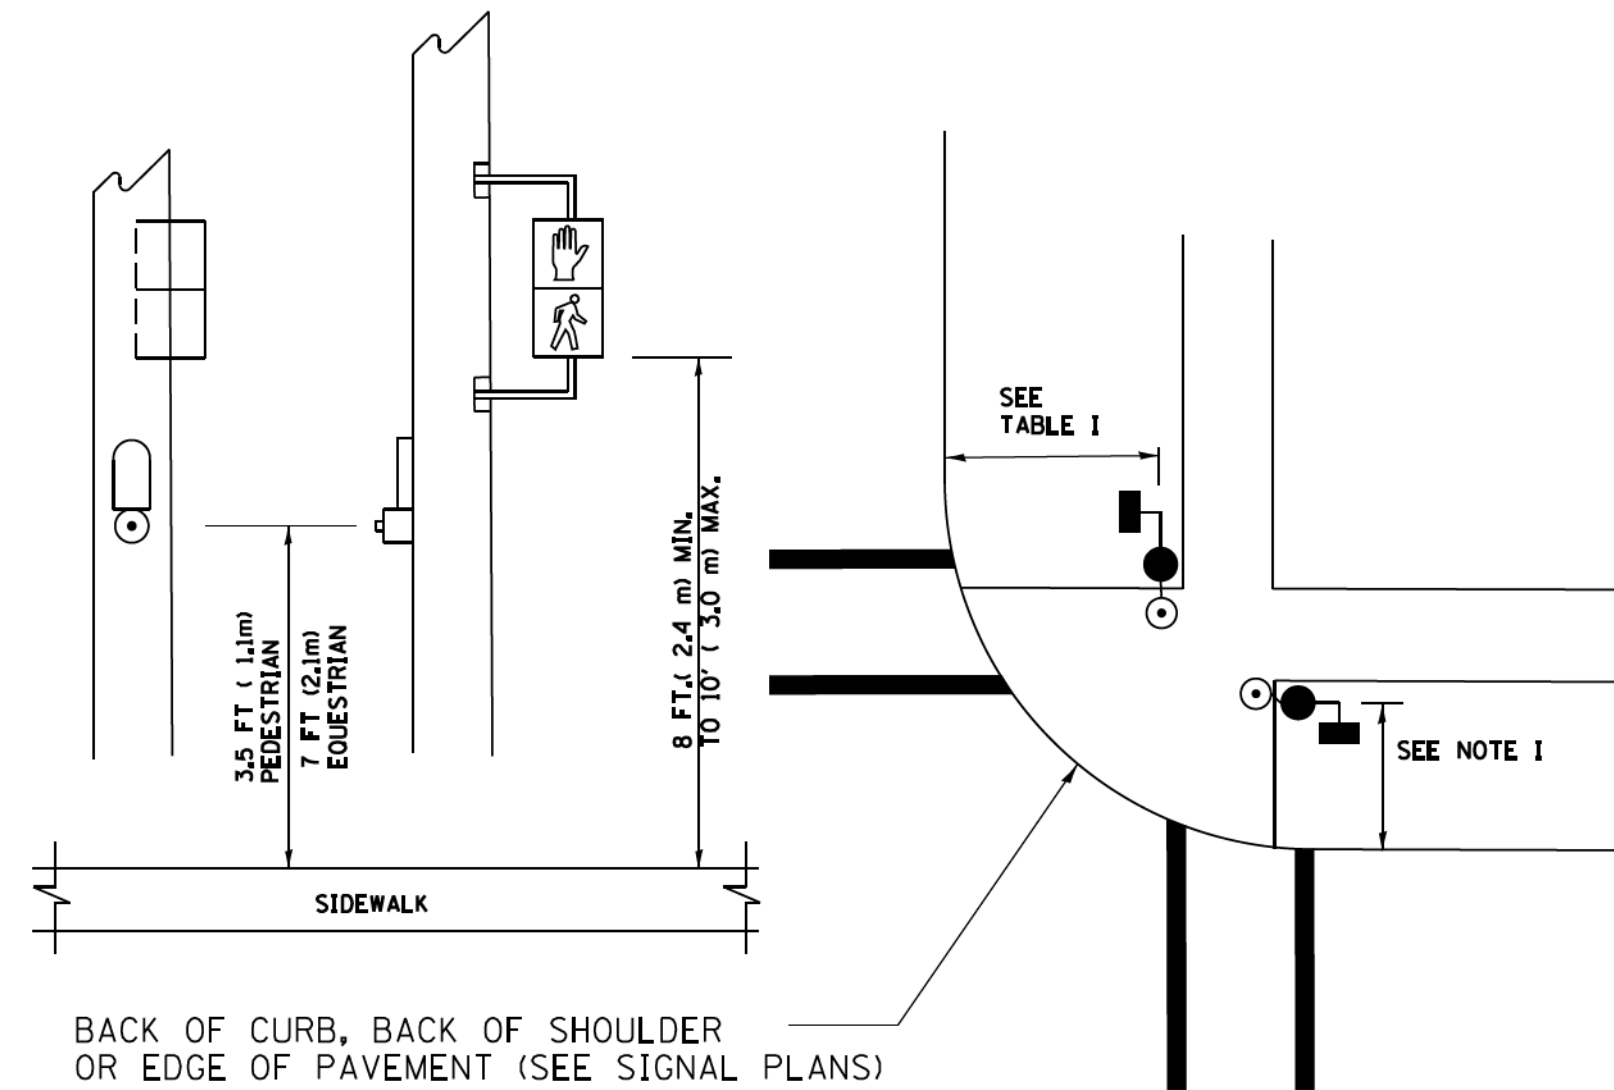 SEE
TABLE I
3.5 FT ( 1.1m)
PEDESTRIAN
7 FT (2.1m)
EQUESTRIAN
8 FT.( 2.4 m) MIN.
TO 10' ( 3.0 m) MAX.
SEE NOTE I
SIDEWALK
BACK OF CURB, BACK OF SHOULDER
OR EDGE OF PAVEMENT (SEE SIGNAL PLANS)